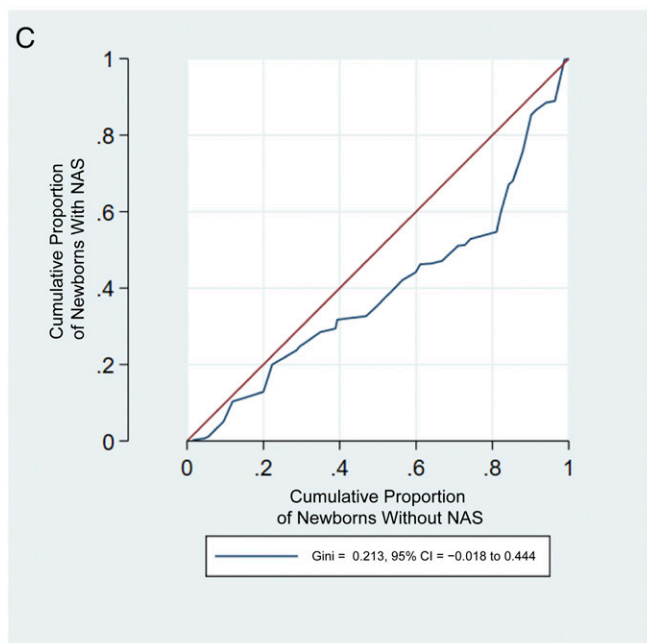 C
1
.8
.6
.4
.2
0
Cumulative Proportion
of Newborns With NAS
0 .2 .4 .6 .8 1
Cumulative Proportion
of Newborns Without NAS
Gini = 0.213, 95% CI = −0.018 to 0.444